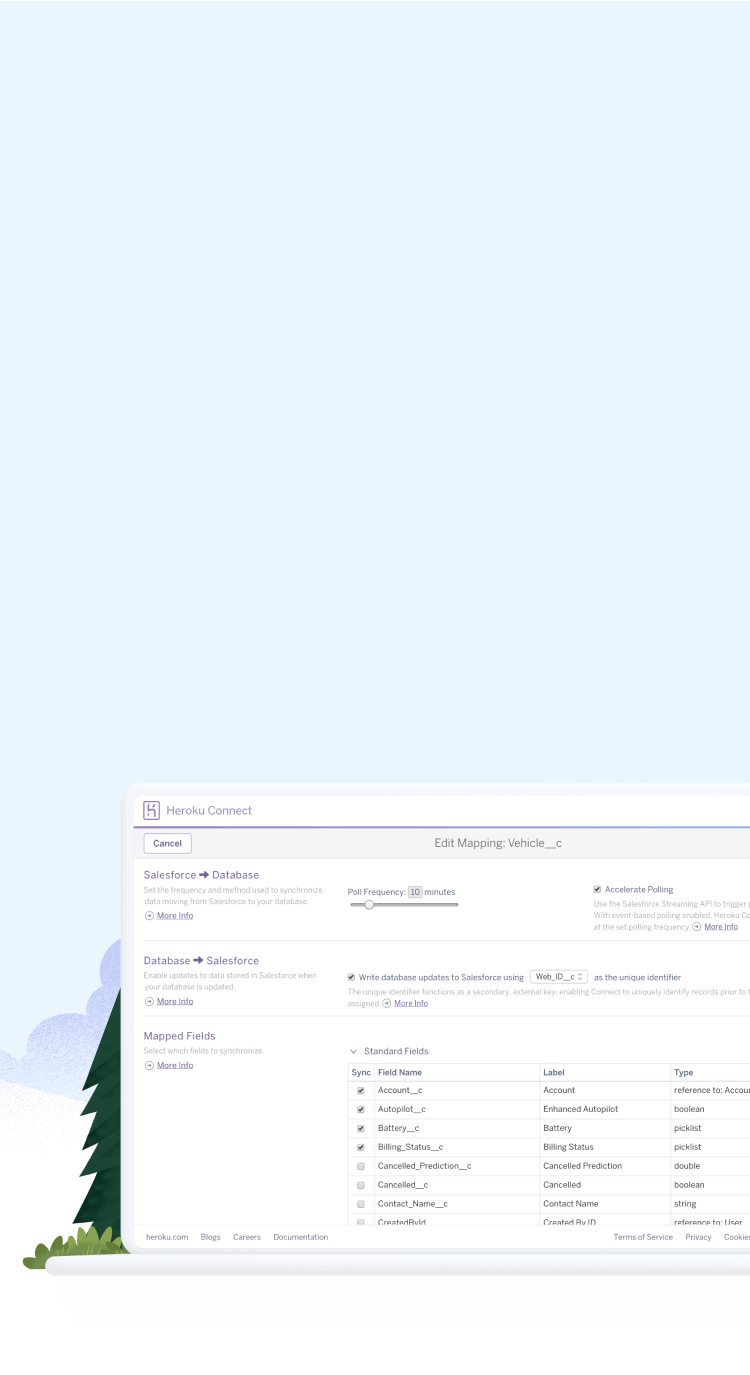 Heroku Connect
Cancel
Edit Mapping: Vehicle__c
Salesforce ➔ Database
Set the frequency and method used to synchronize
data moving from Salesforce to your database.
More Info
Poll Frequency: 10 minutes
Accelerate Polling
Use the Salesforce Streaming API to trigger
With event-based polling enabled, Heroku
at the set polling frequency. More Info
Database ➔ Salesforce
Enable updates to data stored in Salesforce when
your database is updated.
More Info
Write database updates to Salesforce using Web_ID__c as the unique identifier
The unique identifier functions as a secondary, external key, enabling Connect to uniquely identify records prior to
assigned. More Info
Mapped Fields
Select which fields to synchronize.
More Info
Standard Fields
Sync Field Name Label Type
Account__c Account reference to:
Autopilot__c Enhanced Autopilot boolean
Battery__c Battery picklist
Billing_Status__c Billing Status picklist
Cancelled_Prediction__c Cancelled Prediction double
Cancelled__c Cancelled boolean
Contact_Name__c Contact Name string
CreatedById Created By ID reference to: User
heroku.com Blogs Careers Documentation
Terms of Service Privacy Cookies